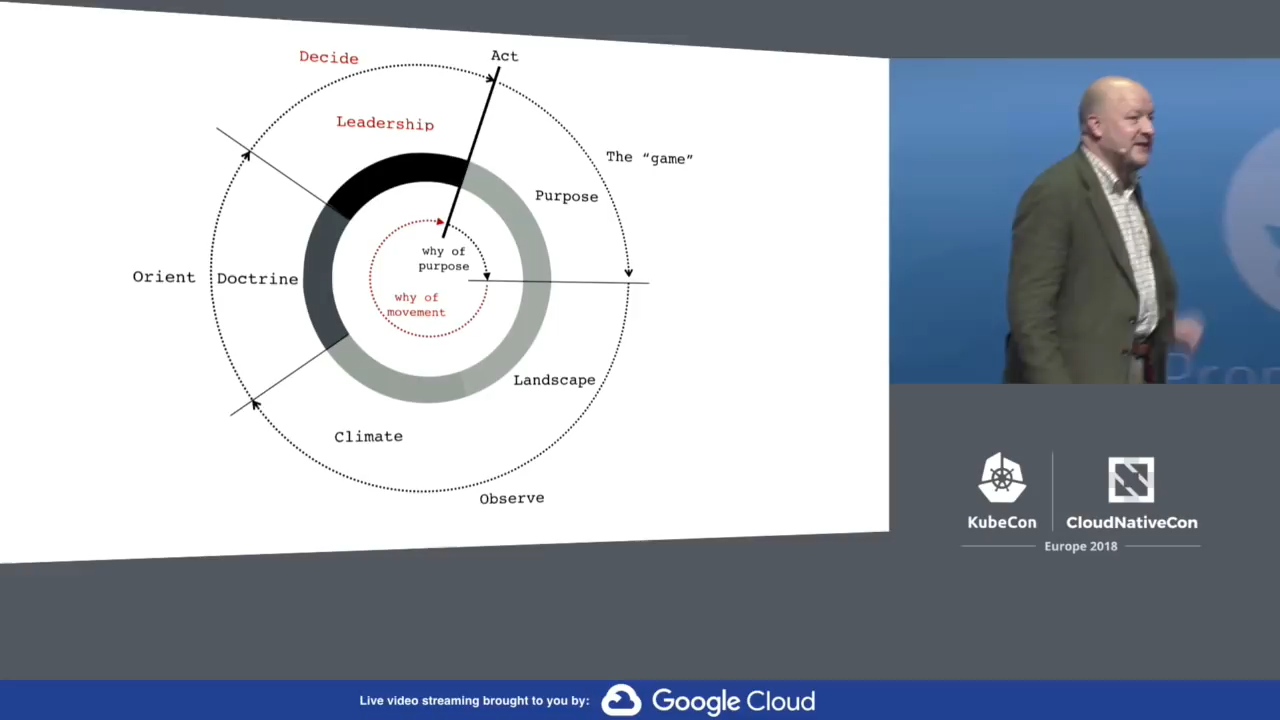 Decide
Act
Leadership
The “game”
Purpose
why of
purpose
Orient
Doctrine
why of
movement
Landscape
Climate
Observe
KubeCon
CloudNativeCon
Europe 2018
Live video streaming brought to you by:
Google Cloud